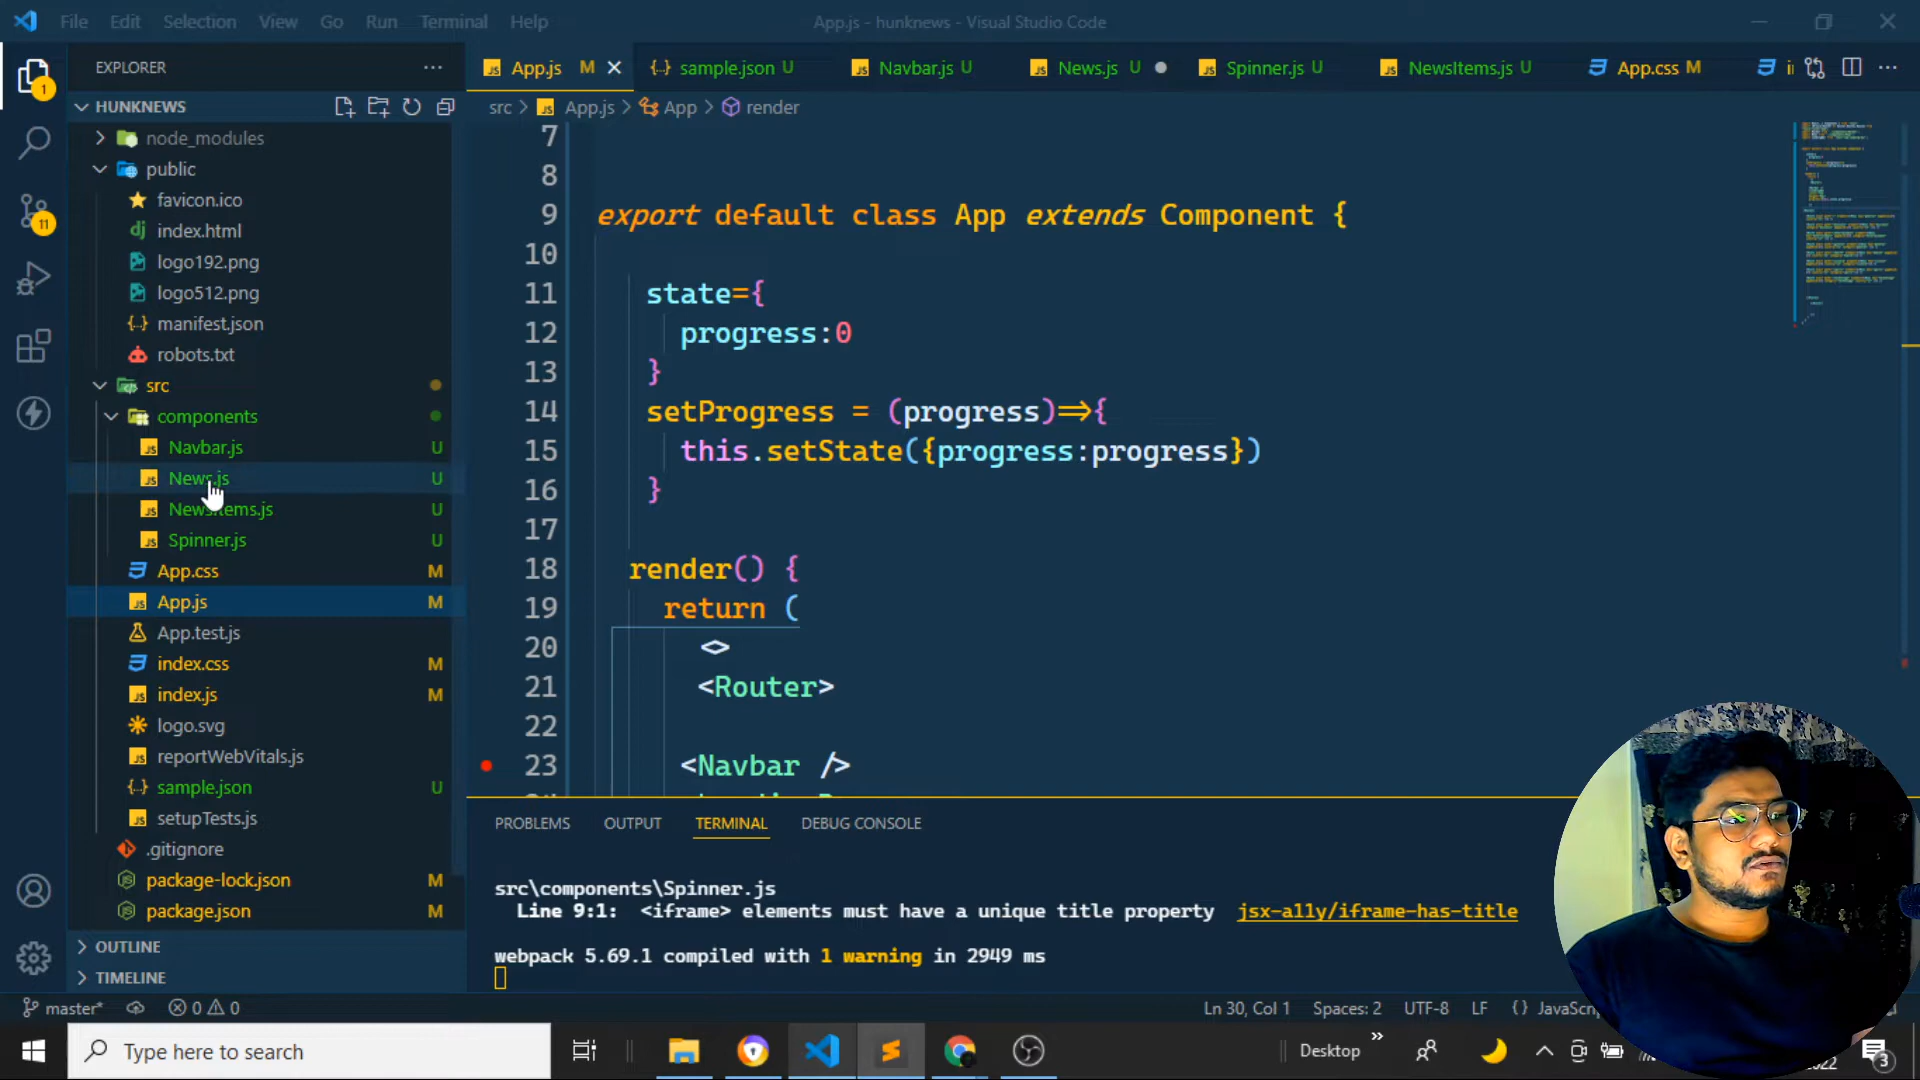 File Edit Selection View Go Run Terminal Help
App.js - hunknews - Visual Studio Code
EXPLORER
App.js M
sample.json U
Navbar.js U
News.js U
Spinner.js U
NewsItems.js U
App.css M
HUNKNEWS
src > App.js > App > render
node_modules
public
favicon.ico
index.html
logo192.png
logo512.png
manifest.json
robots.txt
src
components
Navbar.js U
News.js U
NewsItems.js U
Spinner.js U
App.css M
App.js M
App.test.js
index.css M
index.js M
logo.svg
reportWebVitals.js
sample.json U
setupTests.js
.gitignore
package-lock.json M
package.json M
OUTLINE
TIMELINE
1
11
7
8
9 export default class App extends Component {
10
11 state={
12 progress:0
13 }
14 setProgress = (progress)=>{
15 this.setState({progress:progress})
16 }
17
18 render() {
19 return (
20 <>
21 <Router>
22
23 <Navbar />
PROBLEMS OUTPUT TERMINAL DEBUG CONSOLE
src\components\Spinner.js
Line 9:1: <iframe> elements must have a unique title property jsx-a11y/iframe-has-title
webpack 5.69.1 compiled with 1 warning in 2949 ms
master* 0 0
Ln 30, Col 1 Spaces: 2 UTF-8 LF {}
Type here to search
Desktop
3